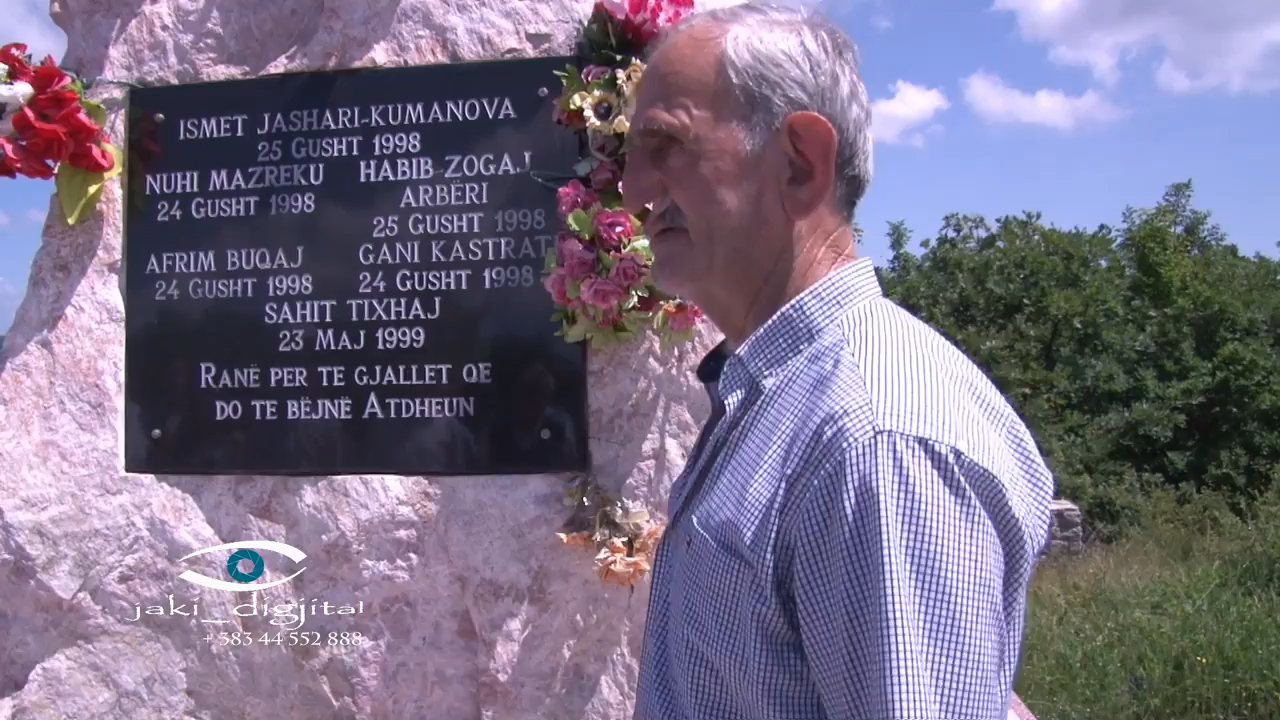 ISMET JASHARI-KUMANOVA
25 GUSHT 1998
NUHI MAZREKU HABIB ZOGAJ
24 GUSHT 1998 ARBËRI
25 GUSHT 1998
AFRIM BUQAJ GANI KASTRAT
24 GUSHT 1998 24 GUSHT 1998
SAHIT TIXHAJ
23 MAJ 1999
RANË PER TE GJALLET QE
DO TE BËJNË ATDHEUN
jaki_digjital
+383 44 552 888